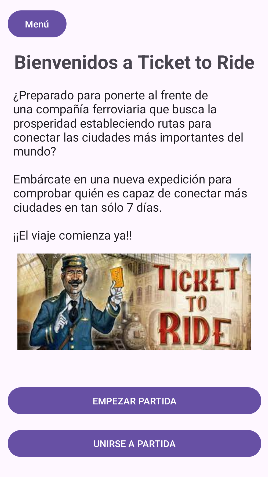 Menú
Bienvenidos a Ticket to Ride
¿Preparado para ponerte al frente de
una compañía ferroviaria que busca la
prosperidad estableciendo rutas para
conectar las ciudades más importantes del
mundo?
Embárcate en una nueva expedición para
comprobar quién es capaz de conectar más
ciudades en tan sólo 7 días.
¡¡El viaje comienza ya!!
TICKET
TO
RIDE
EMPEZAR PARTIDA
UNIRSE A PARTIDA